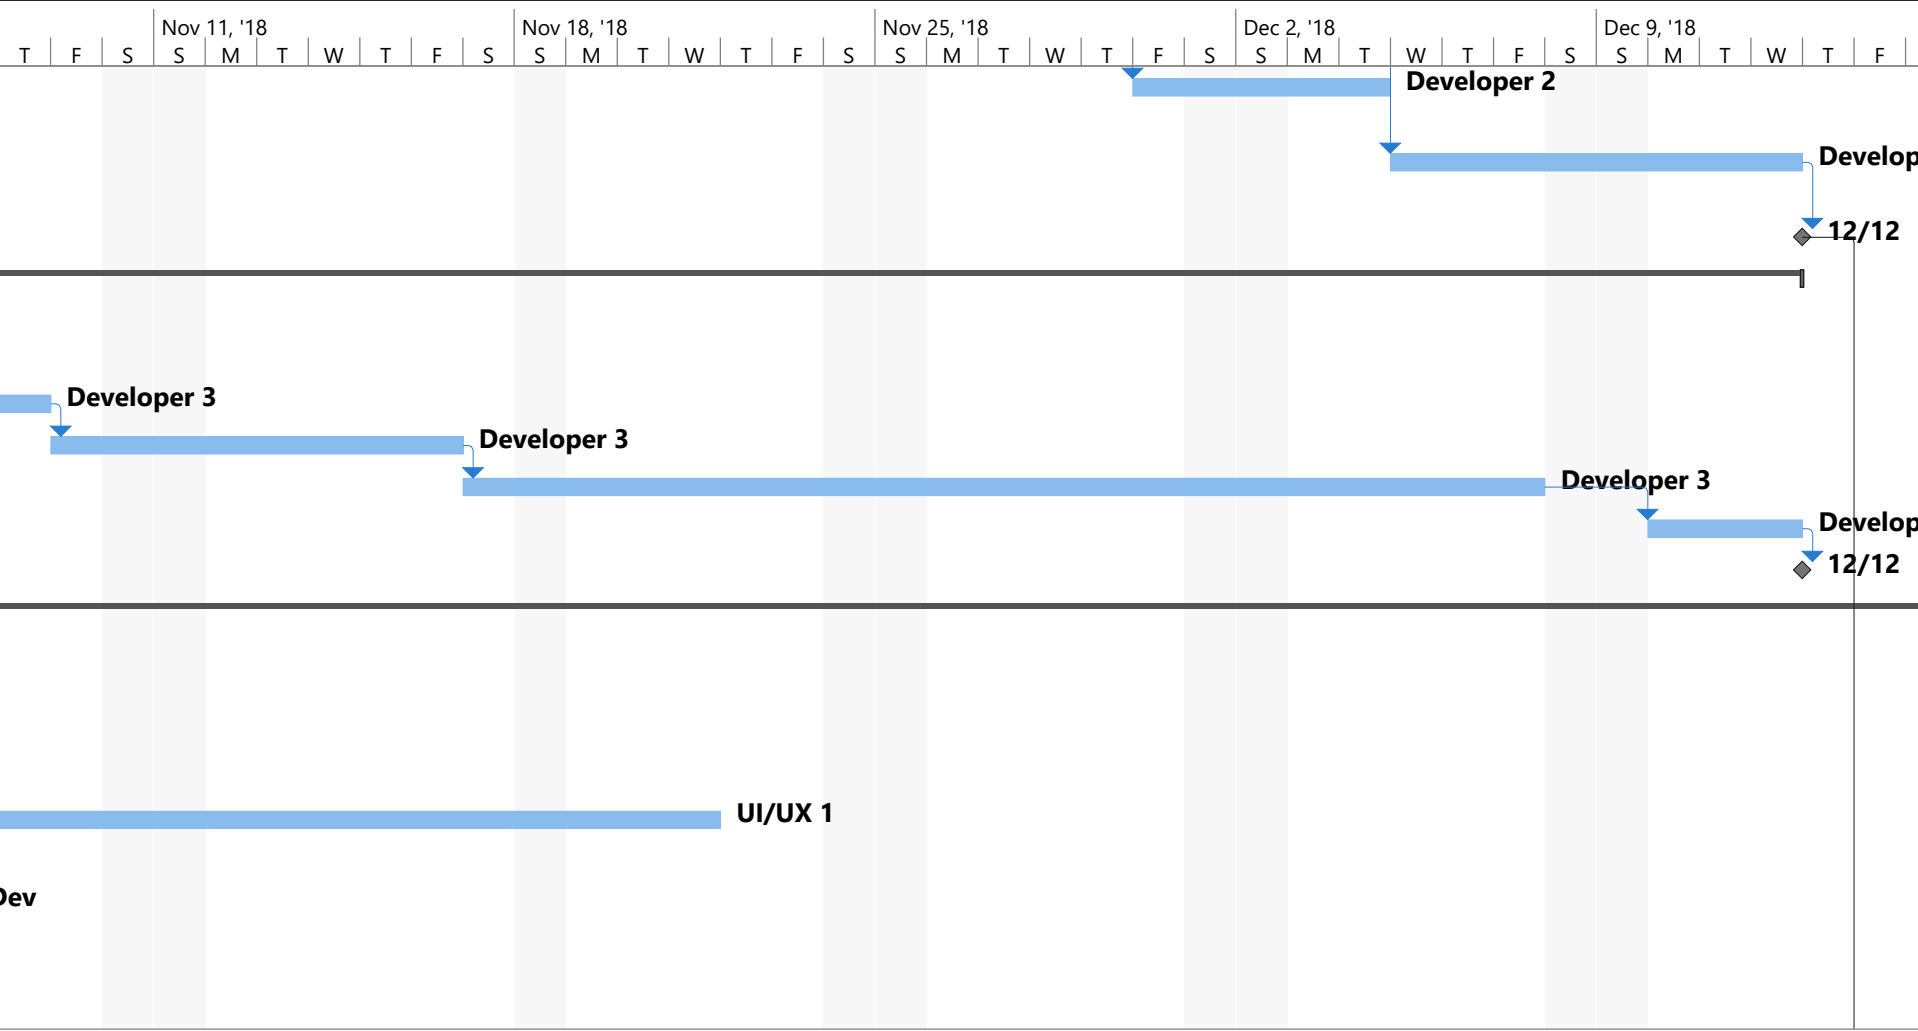 Nov 11, '18 Nov 18, '18 Nov 25, '18 Dec 2, '18 Dec 9, '18
T F S S M T W T F S S M T W T F S S M T W T F S S M T W T F S S M T W T F
Developer 2
Develop
12/12
Developer 3
Developer 3
Developer 3
Develop
12/12
UI/UX 1
Dev